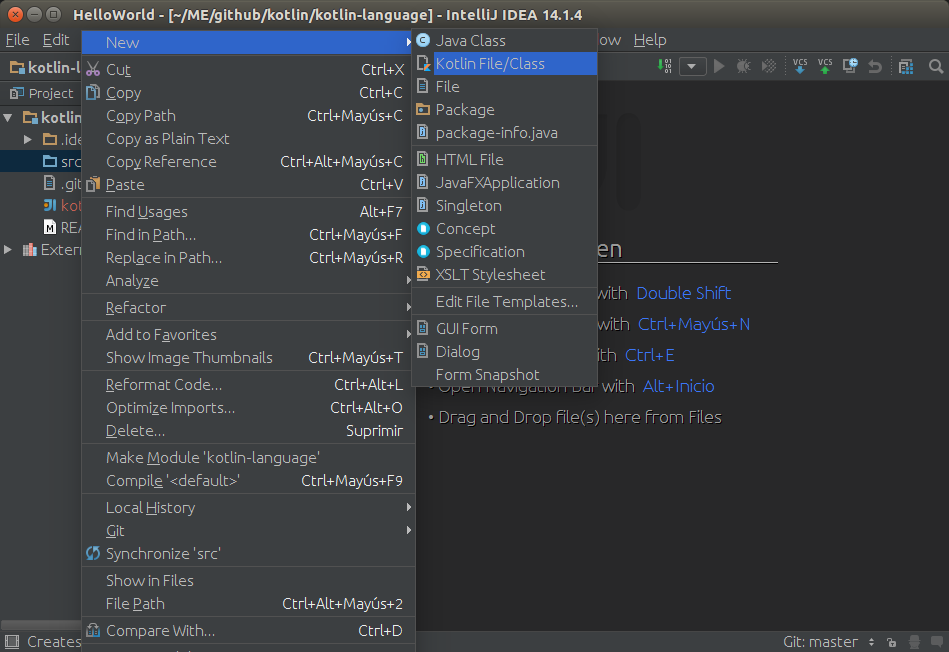 HelloWorld - [~/ME/github/kotlin/kotlin-language] - IntelliJ IDEA 14.1.4
File Edit ow Help
kotlin-l
Project
kotlin
.ide
src
.git
kot
REA
Extern
New
Cut Ctrl+X
Copy Ctrl+C
Copy Path Ctrl+Mayús+C
Copy as Plain Text
Copy Reference Ctrl+Alt+Mayús+C
Paste Ctrl+V
Find Usages Alt+F7
Find in Path... Ctrl+Mayús+F
Replace in Path... Ctrl+Mayús+R
Analyze
Refactor
Add to Favorites
Show Image Thumbnails Ctrl+Mayús+T
Reformat Code... Ctrl+Alt+L
Optimize Imports... Ctrl+Alt+O
Delete... Suprimir
Make Module 'kotlin-language'
Compile '<default>' Ctrl+Mayús+F9
Local History
Git
Synchronize 'src'
Show in Files
File Path Ctrl+Alt+Mayús+2
Compare With... Ctrl+D
Java Class
Kotlin File/Class
File
Package
package-info.java
HTML File
JavaFXApplication
Singleton
Concept
Specification
XSLT Stylesheet
Edit File Templates...
GUI Form
Dialog
Form Snapshot
VCS VCS
en
with Double Shift
with Ctrl+Mayús+N
th Ctrl+E
• Open Navigation Bar with Alt+Inicio
• Drag and Drop file(s) here from Files
Creates
Git: master